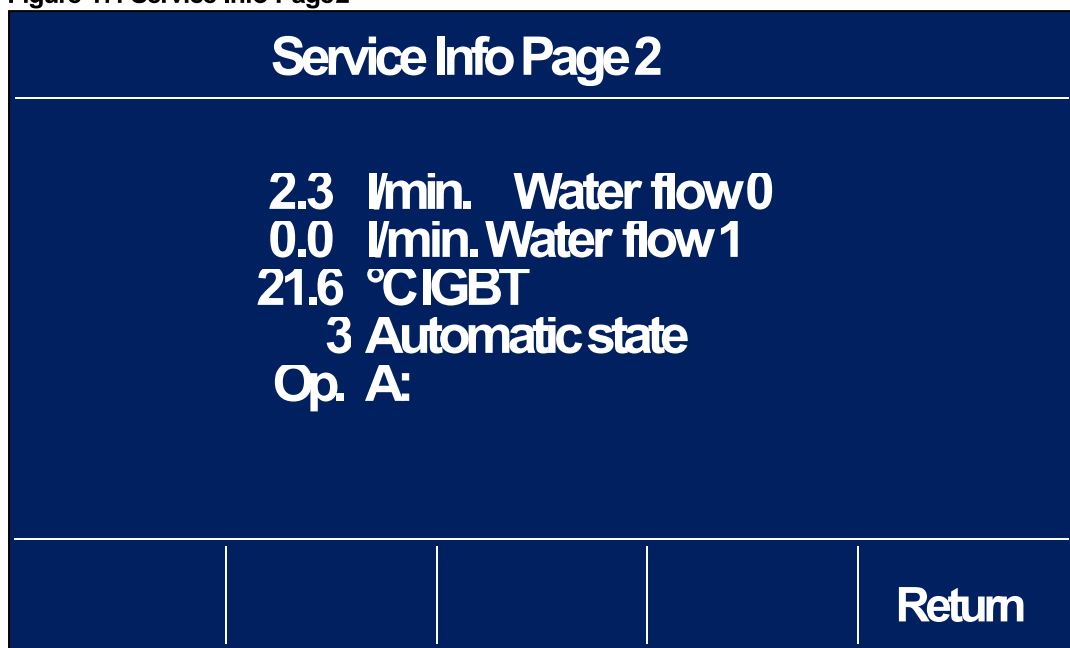 Service Info Page 2
2.3 l/min. Water flow 0
0.0 l/min. Water flow 1
21.6 °C IGBT
3 Automatic state
Op. A:
Return